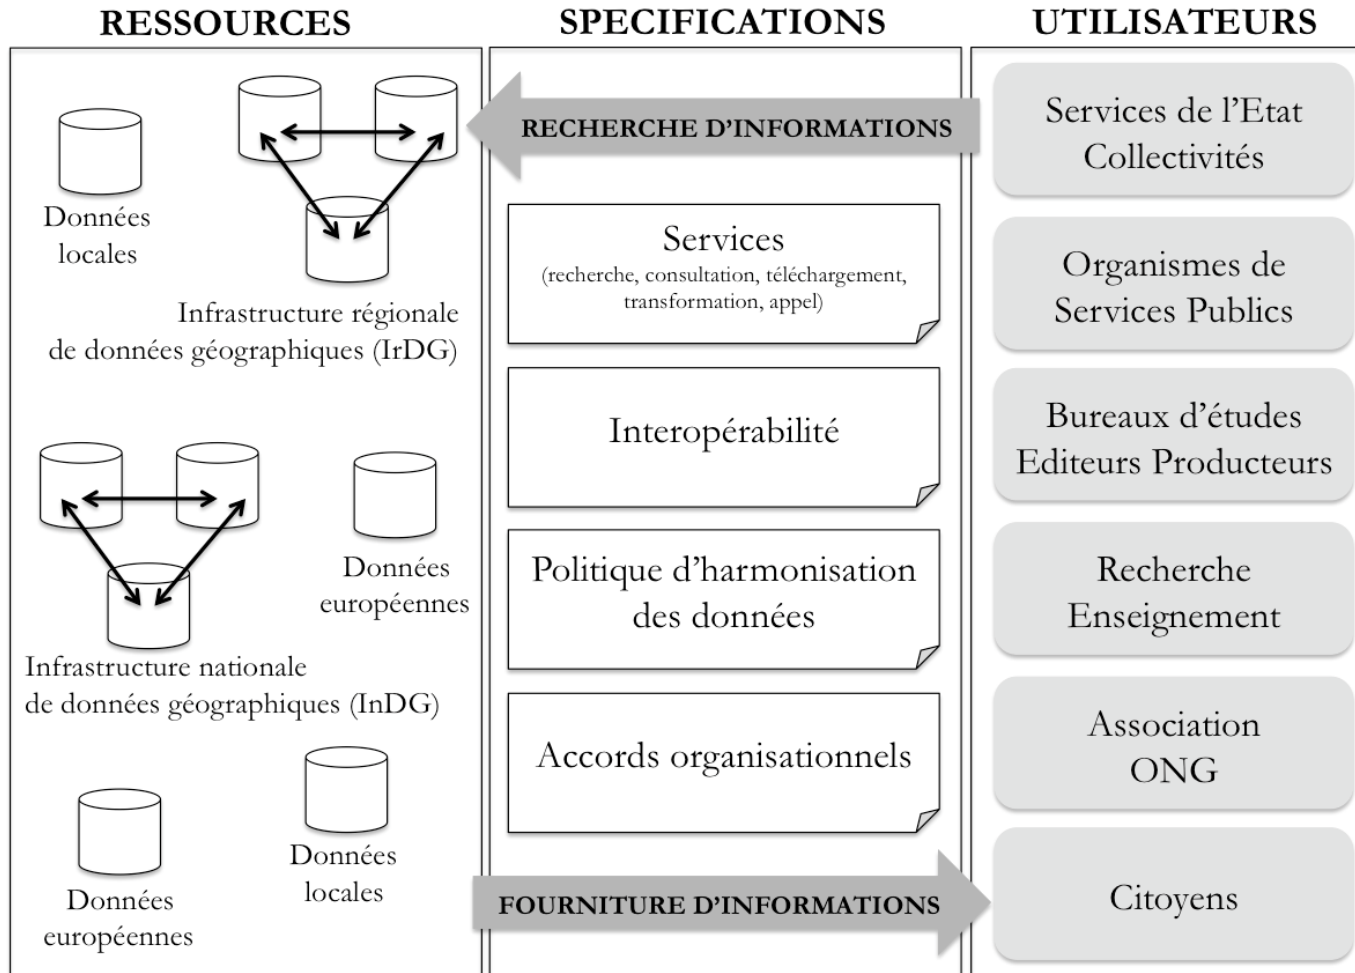 RESSOURCES
Données
locales
Infrastructure régionale
de données géographiques (IrDG)
Données
européennes
Infrastructure nationale
de données géographiques (InDG)
Données
locales
Données
européennes
SPECIFICATIONS
RECHERCHE D'INFORMATIONS
Services
(recherche, consultation, téléchargement,
transformation, appel)
Interopérabilité
Politique d'harmonisation
des données
Accords organisationnels
FOURNITURE D'INFORMATIONS
UTILISATEURS
Services de l'Etat
Collectivités
Organismes de
Services Publics
Bureaux d'études
Editeurs Producteurs
Recherche
Enseignement
Association
ONG
Citoyens